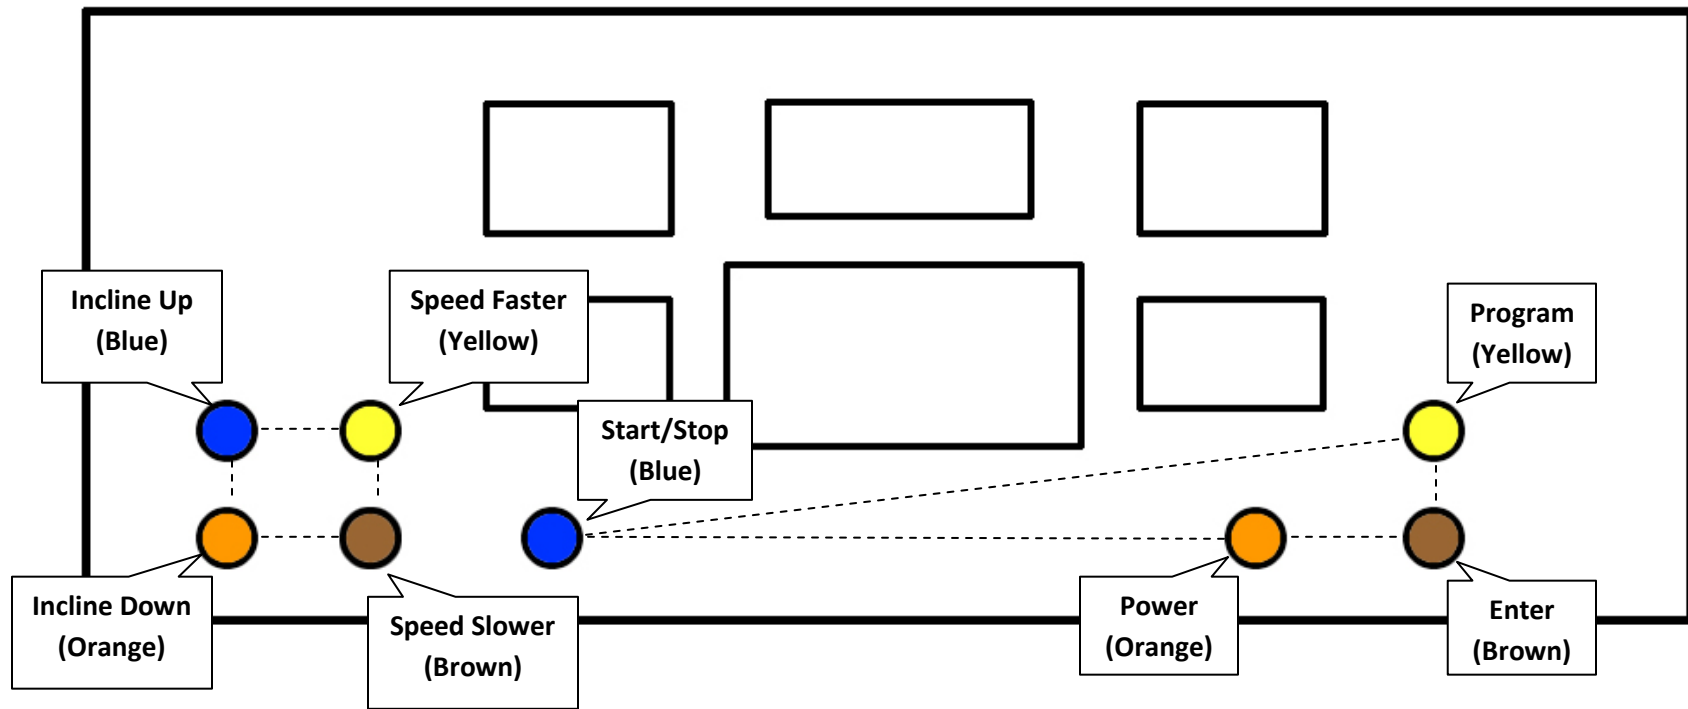 Incline Up
(Blue)
Speed Faster
(Yellow)
Program
(Yellow)
Start/Stop
(Blue)
Incline Down
(Orange)
Speed Slower
(Brown)
Power
(Orange)
Enter
(Brown)